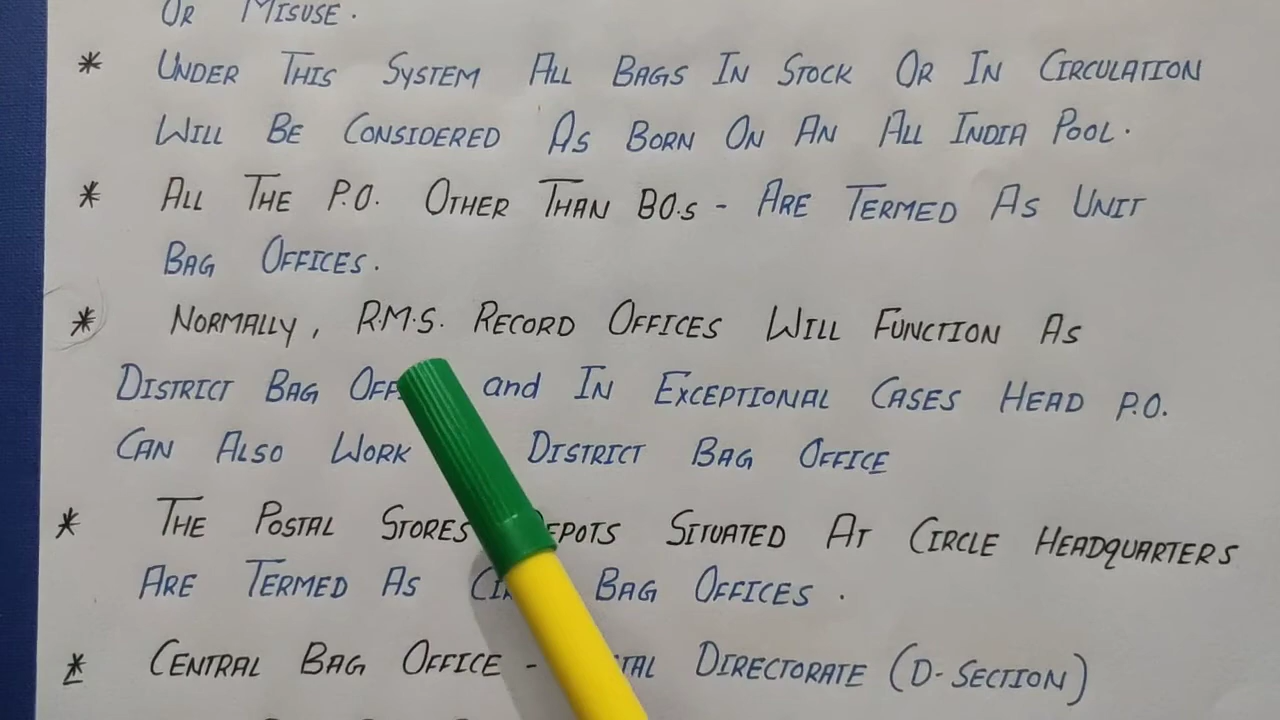 OR MISUSE.
* UNDER THIS SYSTEM ALL BAGS IN STOCK OR IN CIRCULATION
WILL BE CONSIDERED AS BORN ON AN ALL INDIA POOL.
* ALL THE P.O. OTHER THAN BO.S - ARE TERMED AS UNIT
BAG OFFICES.
* NORMALLY, R.M.S. RECORD OFFICES WILL FUNCTION AS
DISTRICT BAG and IN EXCEPTIONAL CASES HEAD P.O.
CAN ALSO WORK DISTRICT BAG OFFICE
* THE POSTAL STORES SITUATED AT CIRCLE HEADQUARTERS
ARE TERMED AS BAG OFFICES.
* CENTRAL BAG OFFICE - DIRECTORATE (D-SECTION)